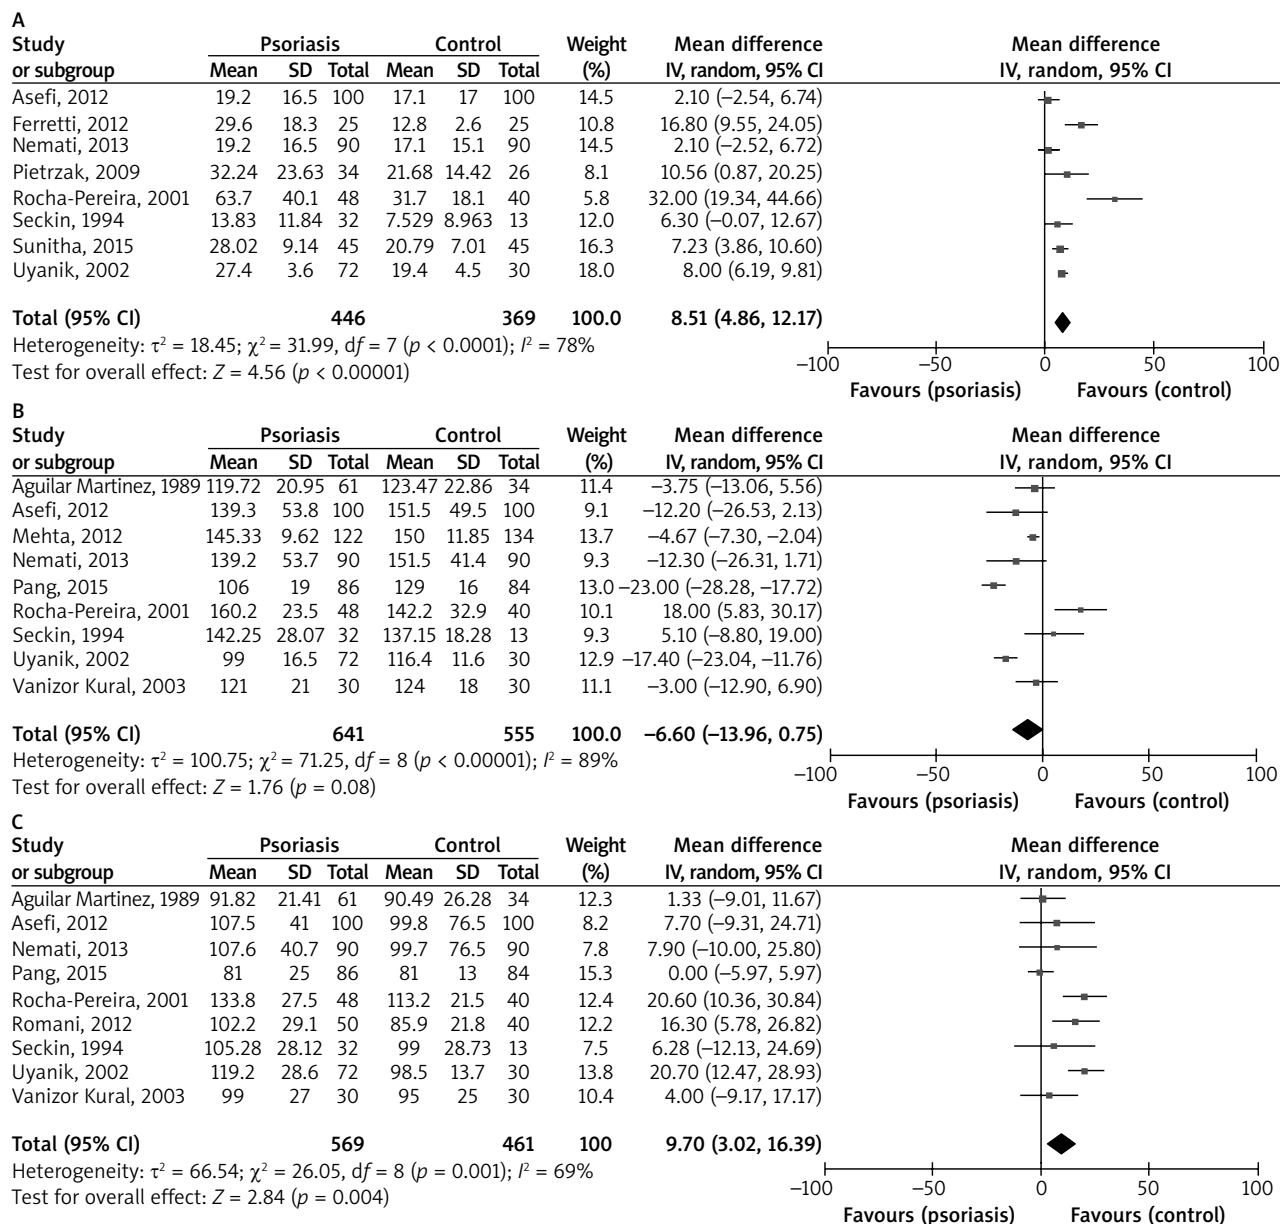 A
Study Psoriasis Control Weight Mean difference Mean difference
or subgroup Mean SD Total Mean SD Total (%) IV, random, 95% CI IV, random, 95% CI
Asefi, 2012 19.2 16.5 100 17.1 17 100 14.5 2.10 (–2.54, 6.74)
Ferretti, 2012 29.6 18.3 25 12.8 2.6 25 10.8 16.80 (9.55, 24.05)
Nemati, 2013 19.2 16.5 90 17.1 15.1 90 14.5 2.10 (–2.52, 6.72)
Pietrzak, 2009 32.24 23.63 34 21.68 14.42 26 8.1 10.56 (0.87, 20.25)
Rocha-Pereira, 2001 63.7 40.1 48 31.7 18.1 40 5.8 32.00 (19.34, 44.66)
Seckin, 1994 13.83 11.84 32 7.529 8.963 13 12.0 6.30 (–0.07, 12.67)
Sunitha, 2015 28.02 9.14 45 20.79 7.01 45 16.3 7.23 (3.86, 10.60)
Uyanik, 2002 27.4 3.6 72 19.4 4.5 30 18.0 8.00 (6.19, 9.81)
Total (95% CI) 446 369 100.0 8.51 (4.86, 12.17)
Heterogeneity: τ² = 18.45; χ² = 31.99, df = 7 (p < 0.0001); I² = 78%
Test for overall effect: Z = 4.56 (p < 0.00001)
–100 –50 0 50 100
Favours (psoriasis) Favours (control)
B
Study Psoriasis Control Weight Mean difference Mean difference
or subgroup Mean SD Total Mean SD Total (%) IV, random, 95% CI IV, random, 95% CI
Aguilar Martinez, 1989 119.72 20.95 61 123.47 22.86 34 11.4 –3.75 (–13.06, 5.56)
Asefi, 2012 139.3 53.8 100 151.5 49.5 100 9.1 –12.20 (–26.53, 2.13)
Mehta, 2012 145.33 9.62 122 150 11.85 134 13.7 –4.67 (–7.30, –2.04)
Nemati, 2013 139.2 53.7 90 151.5 41.4 90 9.3 –12.30 (–26.31, 1.71)
Pang, 2015 106 19 86 129 16 84 13.0 –23.00 (–28.28, –17.72)
Rocha-Pereira, 2001 160.2 23.5 48 142.2 32.9 40 10.1 18.00 (5.83, 30.17)
Seckin, 1994 142.25 28.07 32 137.15 18.28 13 9.3 5.10 (–8.80, 19.00)
Uyanik, 2002 99 16.5 72 116.4 11.6 30 12.9 –17.40 (–23.04, –11.76)
Vanizor Kural, 2003 121 21 30 124 18 30 11.1 –3.00 (–12.90, 6.90)
Total (95% CI) 641 555 100.0 –6.60 (–13.96, 0.75)
Heterogeneity: τ² = 100.75; χ² = 71.25, df = 8 (p < 0.00001); I² = 89%
Test for overall effect: Z = 1.76 (p = 0.08)
–100 –50 0 50 100
Favours (psoriasis) Favours (control)
C
Study Psoriasis Control Weight Mean difference Mean difference
or subgroup Mean SD Total Mean SD Total (%) IV, random, 95% CI IV, random, 95% CI
Aguilar Martinez, 1989 91.82 21.41 61 90.49 26.28 34 12.3 1.33 (–9.01, 11.67)
Asefi, 2012 107.5 41 100 99.8 76.5 100 8.2 7.70 (–9.31, 24.71)
Nemati, 2013 107.6 40.7 90 99.7 76.5 90 7.8 7.90 (–10.00, 25.80)
Pang, 2015 81 25 86 81 13 84 15.3 0.00 (–5.97, 5.97)
Rocha-Pereira, 2001 133.8 27.5 48 113.2 21.5 40 12.4 20.60 (10.36, 30.84)
Romani, 2012 102.2 29.1 50 85.9 21.8 40 12.2 16.30 (5.78, 26.82)
Seckin, 1994 105.28 28.12 32 99 28.73 13 7.5 6.28 (–12.13, 24.69)
Uyanik, 2002 119.2 28.6 72 98.5 13.7 30 13.8 20.70 (12.47, 28.93)
Vanizor Kural, 2003 99 27 30 95 25 30 10.4 4.00 (–9.17, 17.17)
Total (95% CI) 569 461 100 9.70 (3.02, 16.39)
Heterogeneity: τ² = 66.54; χ² = 26.05, df = 8 (p = 0.001); I² = 69%
Test for overall effect: Z = 2.84 (p = 0.004)
–100 –50 0 50 100
Favours (psoriasis) Favours (control)